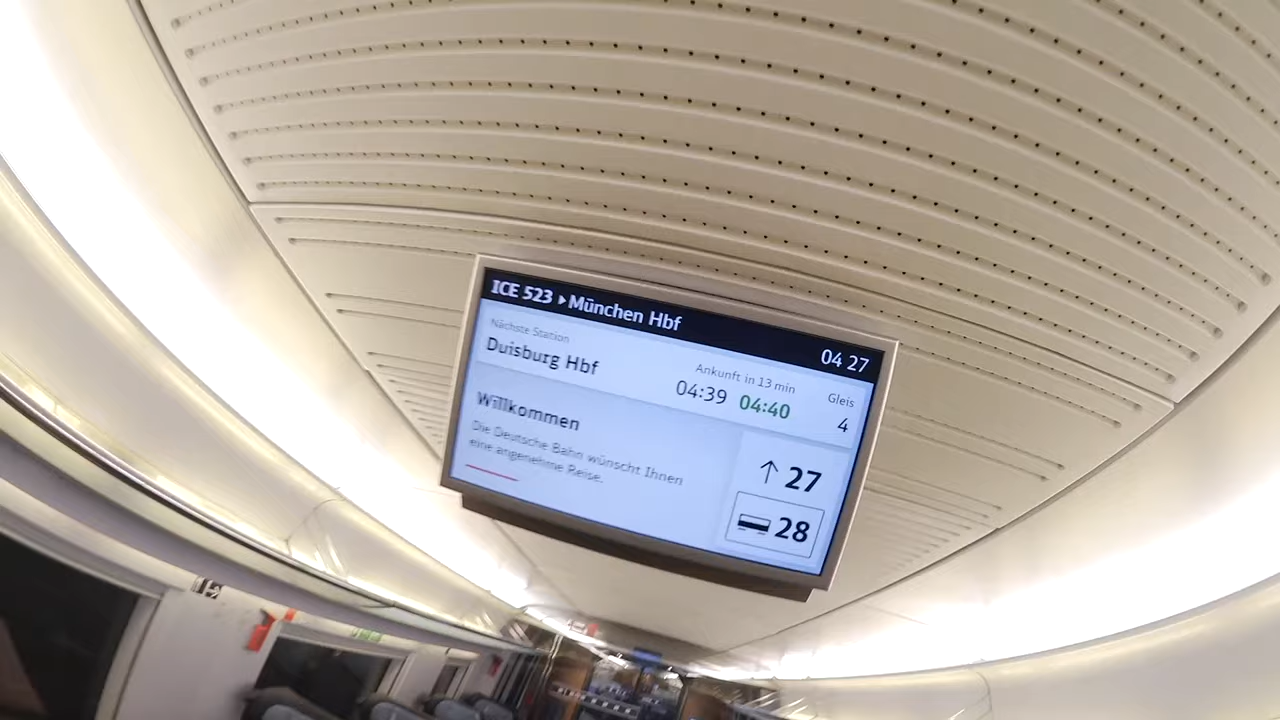 ICE 523 ▸ München Hbf 04 27
Nächste Station
Duisburg Hbf
Ankunft in 13 min
04:39 04:40
Gleis
4
Willkommen
Die Deutsche Bahn wünscht Ihnen
eine angenehme Reise.
↑ 27
28